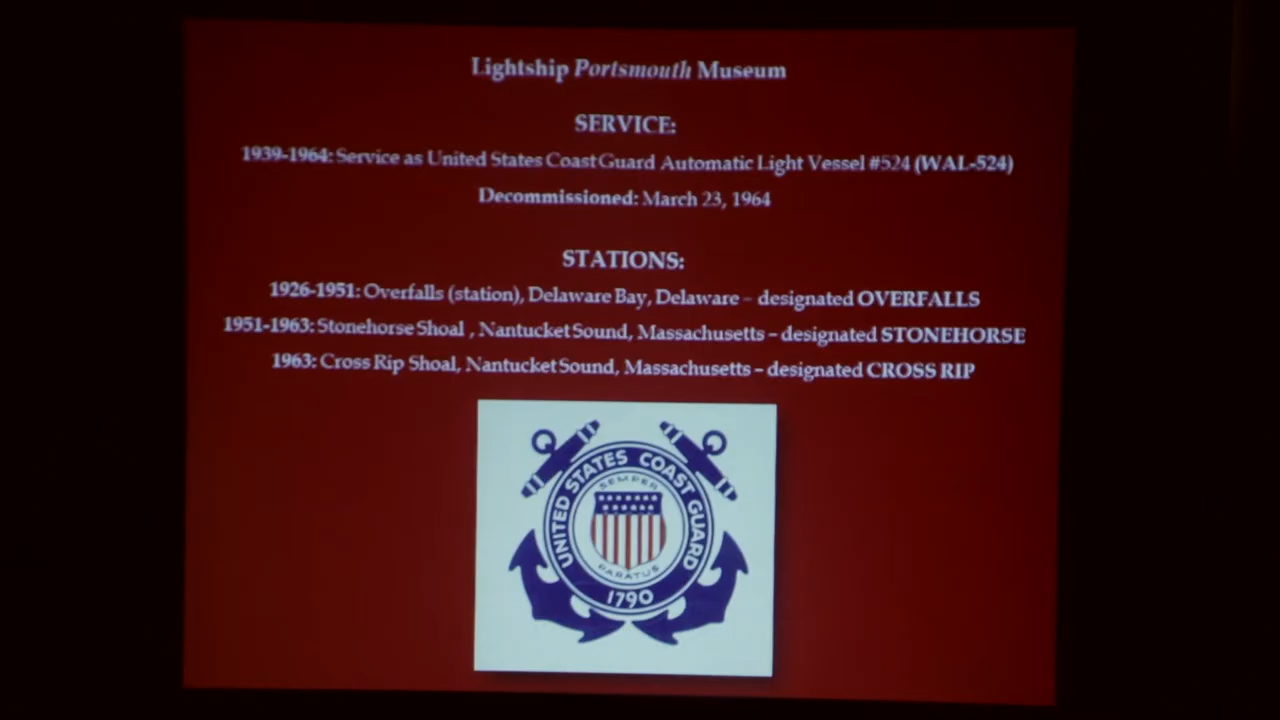 Lightship Portsmouth Museum
SERVICE:
1939-1964: Service as United States Coast Guard Automatic Light Vessel #524 (WAL-524)
Decommissioned: March 23, 1964
STATIONS:
1926-1951: Overfalls (station), Delaware Bay, Delaware – designated OVERFALLS
1951-1963: Stonehorse Shoal , Nantucket Sound, Massachusetts – designated STONEHORSE
1963: Cross Rip Shoal, Nantucket Sound, Massachusetts – designated CROSS RIP
UNITED STATES COAST GUARD
SEMPER
PARATUS
1790